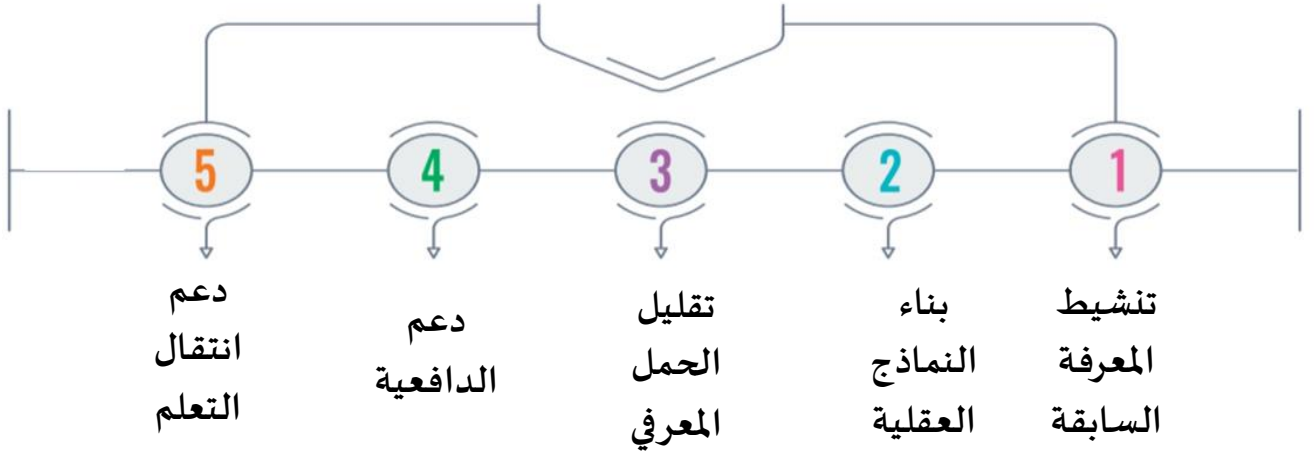 1
تنشيط
المعرفة
السابقة
2
بناء
النماذج
العقلية
3
تقليل
الحمل
المعرفي
4
دعم
الدافعية
5
دعم
انتقال
التعلم